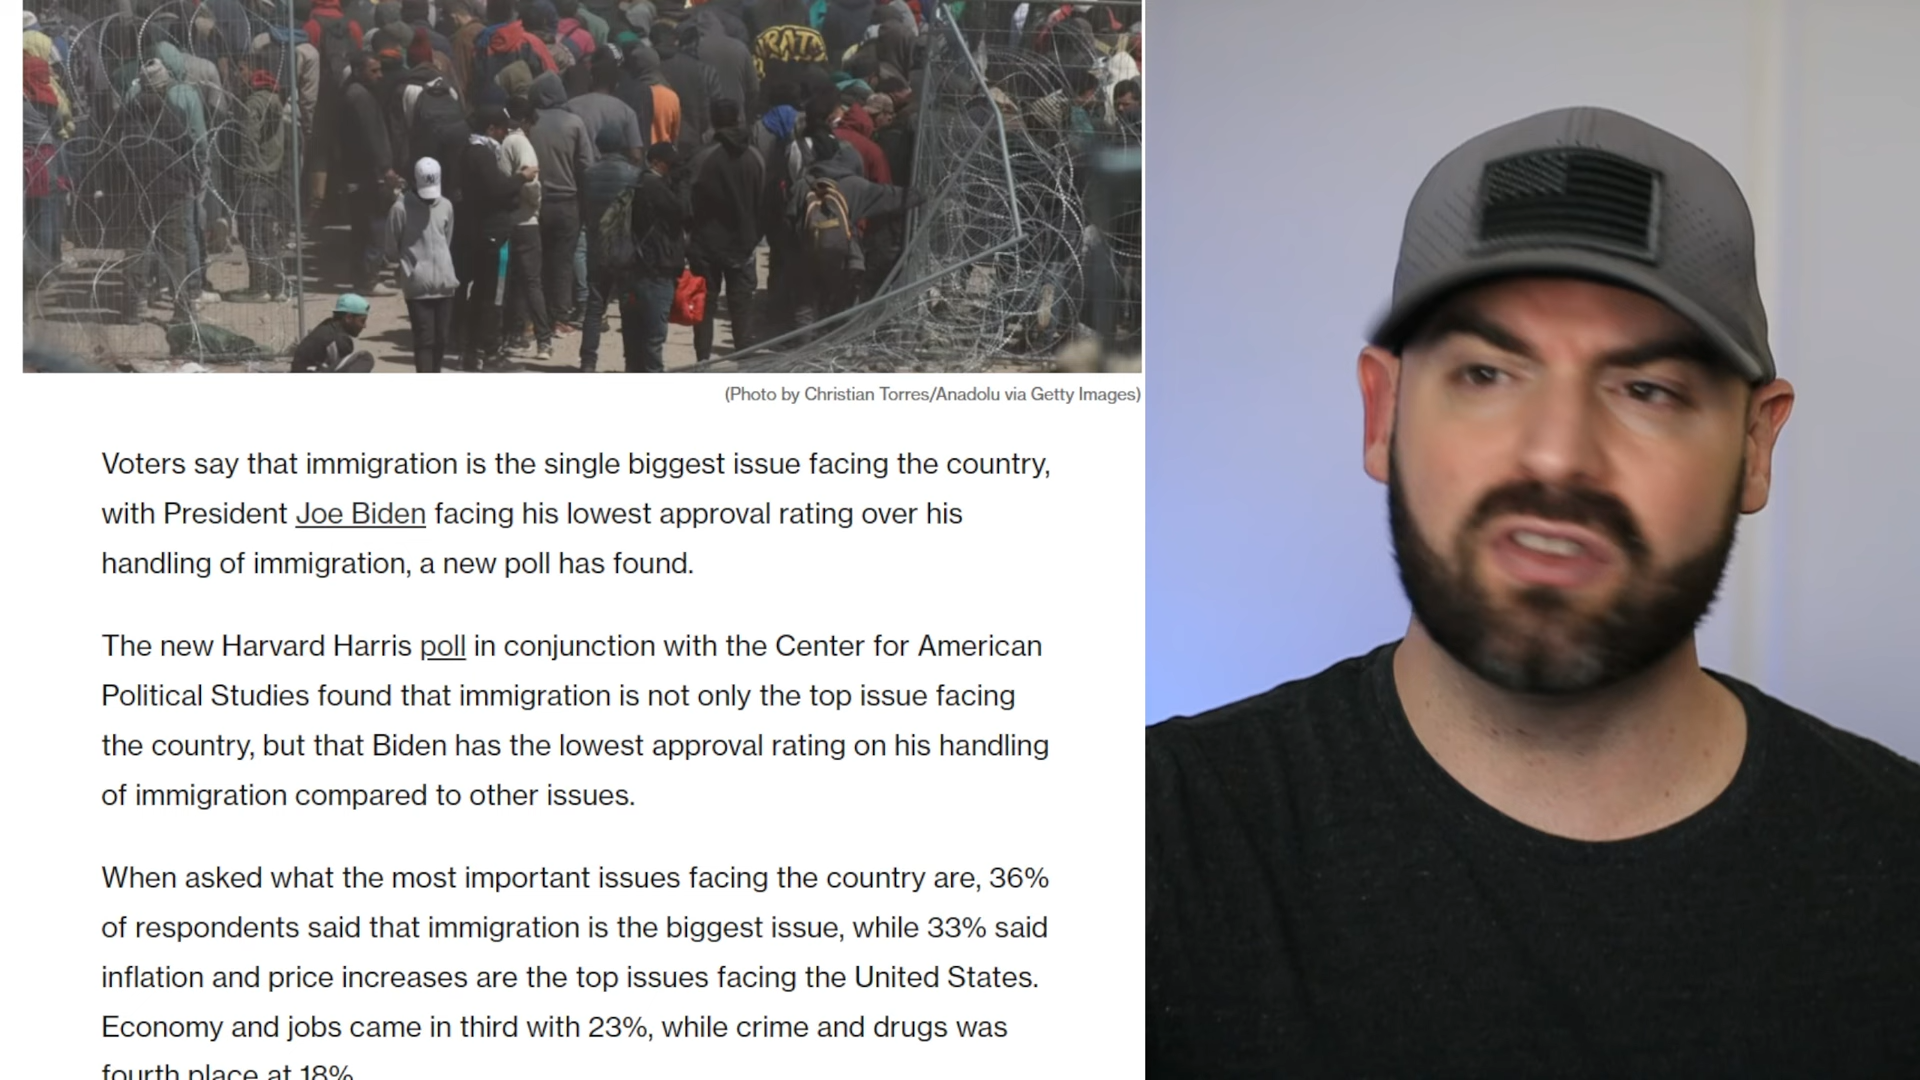 (Photo by Christian Torres/Anadolu via Getty Images)
Voters say that immigration is the single biggest issue facing the country,
with President Joe Biden facing his lowest approval rating over his
handling of immigration, a new poll has found.
The new Harvard Harris poll in conjunction with the Center for American
Political Studies found that immigration is not only the top issue facing
the country, but that Biden has the lowest approval rating on his handling
of immigration compared to other issues.
When asked what the most important issues facing the country are, 36%
of respondents said that immigration is the biggest issue, while 33% said
inflation and price increases are the top issues facing the United States.
Economy and jobs came in third with 23%, while crime and drugs was
fourth place at 18%.